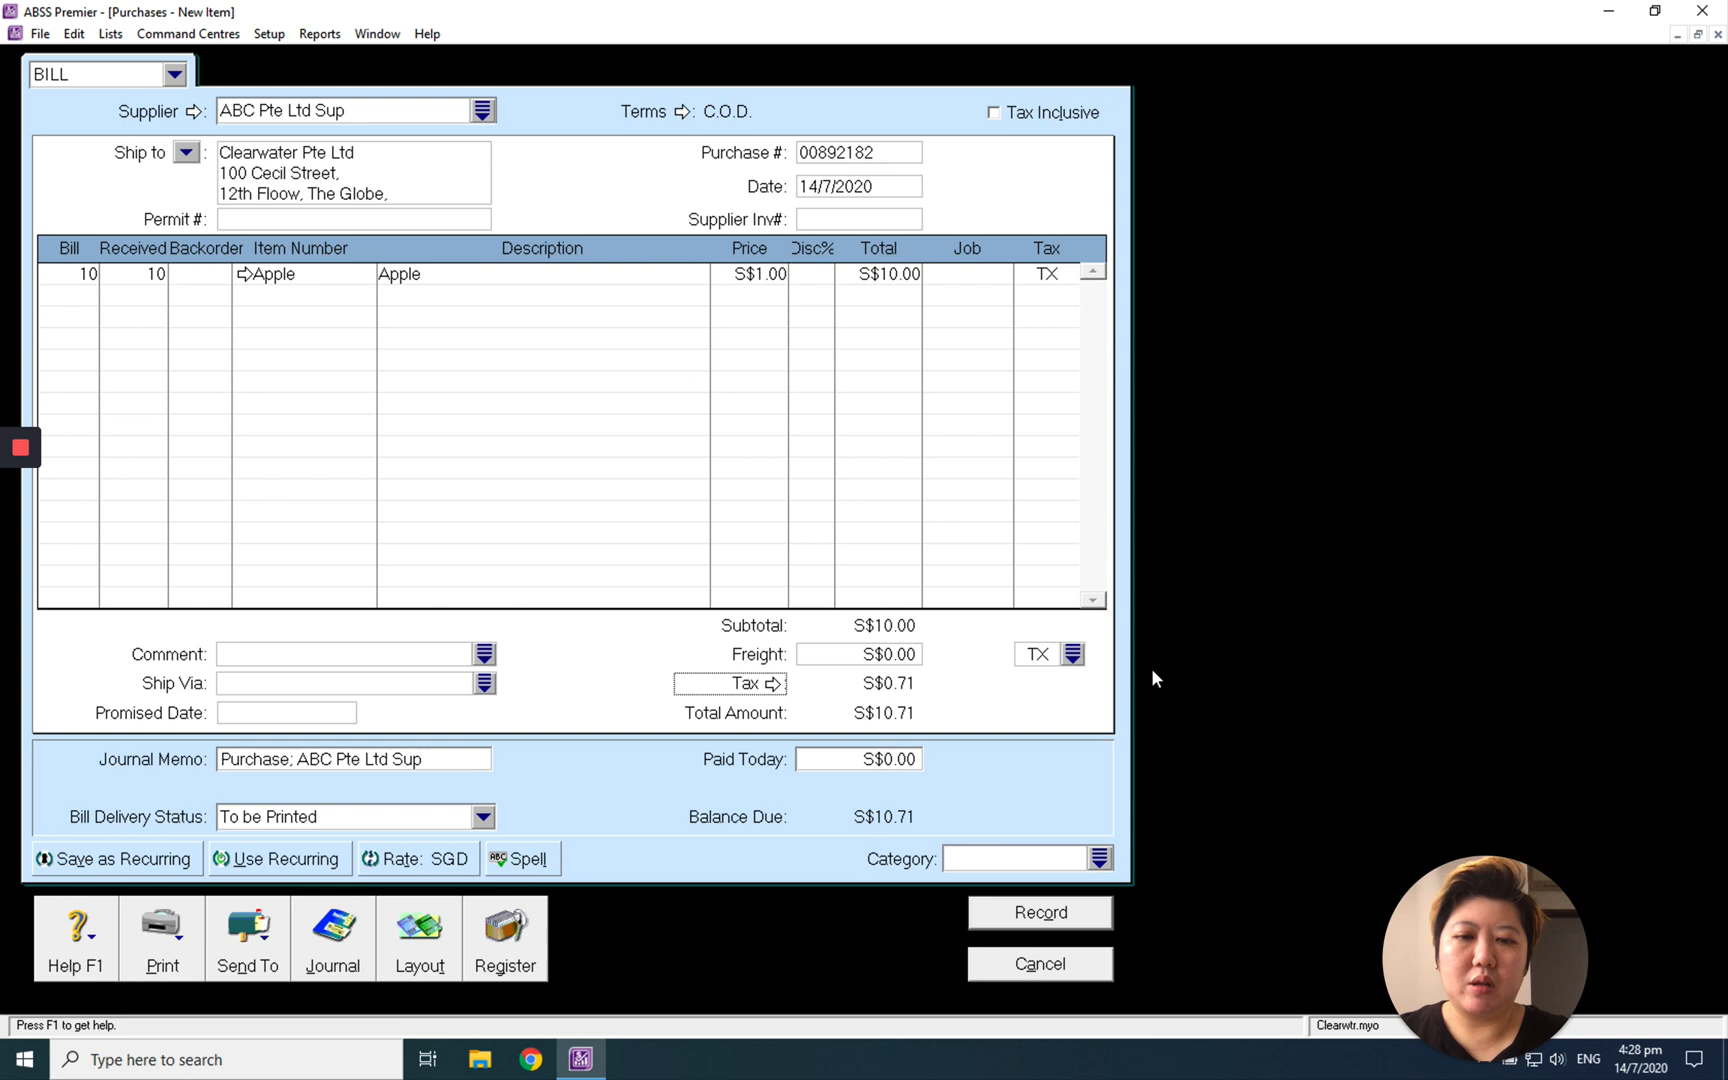 ABSS Premier - [Purchases - New Item]
File Edit Lists Command Centres Setup Reports Window Help
BILL
Supplier : ABC Pte Ltd Sup
Terms : C.O.D.
Tax Inclusive
Ship to : Clearwater Pte Ltd
100 Cecil Street,
12th Floow, The Globe,
Purchase #: 00892182
Date: 14/7/2020
Permit #:
Supplier Inv#:
Bill Received Backorder Item Number Description Price Disc% Total Job Tax
10 10 Apple Apple S$1.00 S$10.00 TX
Subtotal: S$10.00
Comment:
Freight: S$0.00 TX
Ship Via:
Tax : S$0.71
Promised Date:
Total Amount: S$10.71
Journal Memo: Purchase; ABC Pte Ltd Sup
Paid Today: S$0.00
Bill Delivery Status: To be Printed
Balance Due: S$10.71
Save as Recurring Use Recurring Rate: SGD ABC Spell
Category:
Help F1 Print Send To Journal Layout Register
Record
Cancel
Press F1 to get help.
Clearwtr.myo
Type here to search
ENG
4:28 pm
14/7/2020